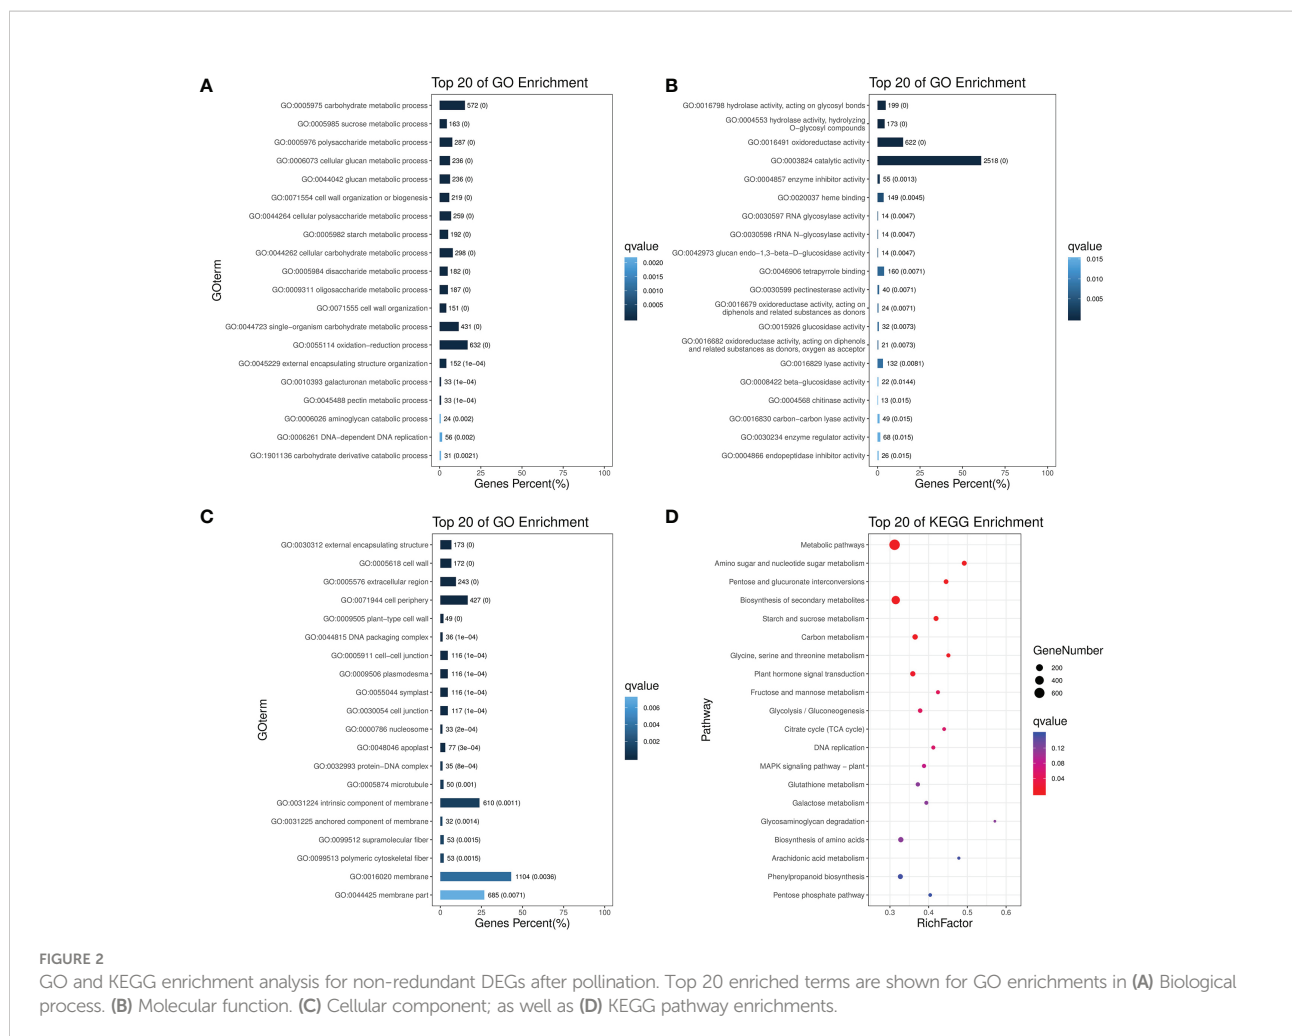 A
Top 20 of GO Enrichment
GOterm
GO:0005975 carbohydrate metabolic process 572 (0)
GO:0005985 sucrose metabolic process 163 (0)
GO:0005976 polysaccharide metabolic process 287 (0)
GO:0006073 cellular glucan metabolic process 236 (0)
GO:0044042 glucan metabolic process 236 (0)
GO:0071554 cell wall organization or biogenesis 219 (0)
GO:0044264 cellular polysaccharide metabolic process 259 (0)
GO:0005982 starch metabolic process 192 (0)
GO:0044262 cellular carbohydrate metabolic process 298 (0)
GO:0005984 disaccharide metabolic process 182 (0)
GO:0009311 oligosaccharide metabolic process 187 (0)
GO:0071555 cell wall organization 151 (0)
GO:0044723 single−organism carbohydrate metabolic process 431 (0)
GO:0055114 oxidation−reduction process 632 (0)
GO:0045229 external encapsulating structure organization 152 (1e−04)
GO:0010393 galacturonan metabolic process 33 (1e−04)
GO:0045488 pectin metabolic process 33 (1e−04)
GO:0006026 aminoglycan catabolic process 24 (0.002)
GO:0006261 DNA−dependent DNA replication 56 (0.002)
GO:1901136 carbohydrate derivative catabolic process 31 (0.0021)
0 25 50 75 100
Genes Percent(%)
qvalue
0.0020
0.0015
0.0010
0.0005
B
Top 20 of GO Enrichment
GO:0016798 hydrolase activity, acting on glycosyl bonds 199 (0)
GO:0004553 hydrolase activity, hydrolyzing
O−glycosyl compounds 173 (0)
GO:0016491 oxidoreductase activity 622 (0)
GO:0003824 catalytic activity 2518 (0)
GO:0004857 enzyme inhibitor activity 55 (0.0013)
GO:0020037 heme binding 149 (0.0045)
GO:0030597 RNA glycosylase activity 14 (0.0047)
GO:0030598 rRNA N−glycosylase activity 14 (0.0047)
GO:0042973 glucan endo−1,3−beta−D−glucosidase activity 14 (0.0047)
GO:0046906 tetrapyrrole binding 160 (0.0071)
GO:0030599 pectinesterase activity 40 (0.0071)
GO:0016679 oxidoreductase activity, acting on
diphenols and related substances as donors 24 (0.0071)
GO:0015926 glucosidase activity 32 (0.0073)
GO:0016682 oxidoreductase activity, acting on diphenols
and related substances as donors, oxygen as acceptor 21 (0.0073)
GO:0016829 lyase activity 132 (0.0081)
GO:0008422 beta−glucosidase activity 22 (0.0144)
GO:0004568 chitinase activity 13 (0.015)
GO:0016830 carbon−carbon lyase activity 49 (0.015)
GO:0030234 enzyme regulator activity 68 (0.015)
GO:0004866 endopeptidase inhibitor activity 26 (0.015)
0 25 50 75 100
Genes Percent(%)
qvalue
0.015
0.010
0.005
C
Top 20 of GO Enrichment
GOterm
GO:0030312 external encapsulating structure 173 (0)
GO:0005618 cell wall 172 (0)
GO:0005576 extracellular region 243 (0)
GO:0071944 cell periphery 427 (0)
GO:0009505 plant−type cell wall 49 (0)
GO:0044815 DNA packaging complex 36 (1e−04)
GO:0005911 cell−cell junction 116 (1e−04)
GO:0009506 plasmodesma 116 (1e−04)
GO:0055044 symplast 116 (1e−04)
GO:0030054 cell junction 117 (1e−04)
GO:0000786 nucleosome 33 (2e−04)
GO:0048046 apoplast 77 (3e−04)
GO:0032993 protein−DNA complex 35 (8e−04)
GO:0005874 microtubule 50 (0.001)
GO:0031224 intrinsic component of membrane 610 (0.0011)
GO:0031225 anchored component of membrane 32 (0.0014)
GO:0099512 supramolecular fiber 53 (0.0015)
GO:0099513 polymeric cytoskeletal fiber 53 (0.0015)
GO:0016020 membrane 1104 (0.0036)
GO:0044425 membrane part 685 (0.0071)
0 25 50 75 100
Genes Percent(%)
qvalue
0.006
0.004
0.002
D
Top 20 of KEGG Enrichment
Pathway
Metabolic pathways
Amino sugar and nucleotide sugar metabolism
Pentose and glucuronate interconversions
Biosynthesis of secondary metabolites
Starch and sucrose metabolism
Carbon metabolism
Glycine, serine and threonine metabolism
Plant hormone signal transduction
Fructose and mannose metabolism
Glycolysis / Gluconeogenesis
Citrate cycle (TCA cycle)
DNA replication
MAPK signaling pathway − plant
Glutathione metabolism
Galactose metabolism
Glycosaminoglycan degradation
Biosynthesis of amino acids
Arachidonic acid metabolism
Phenylpropanoid biosynthesis
Pentose phosphate pathway
0.3 0.4 0.5 0.6
RichFactor
GeneNumber
200
400
600
qvalue
0.12
0.08
0.04
FIGURE 2
GO and KEGG enrichment analysis for non-redundant DEGs after pollination. Top 20 enriched terms are shown for GO enrichments in (A) Biological
process. (B) Molecular function. (C) Cellular component; as well as (D) KEGG pathway enrichments.